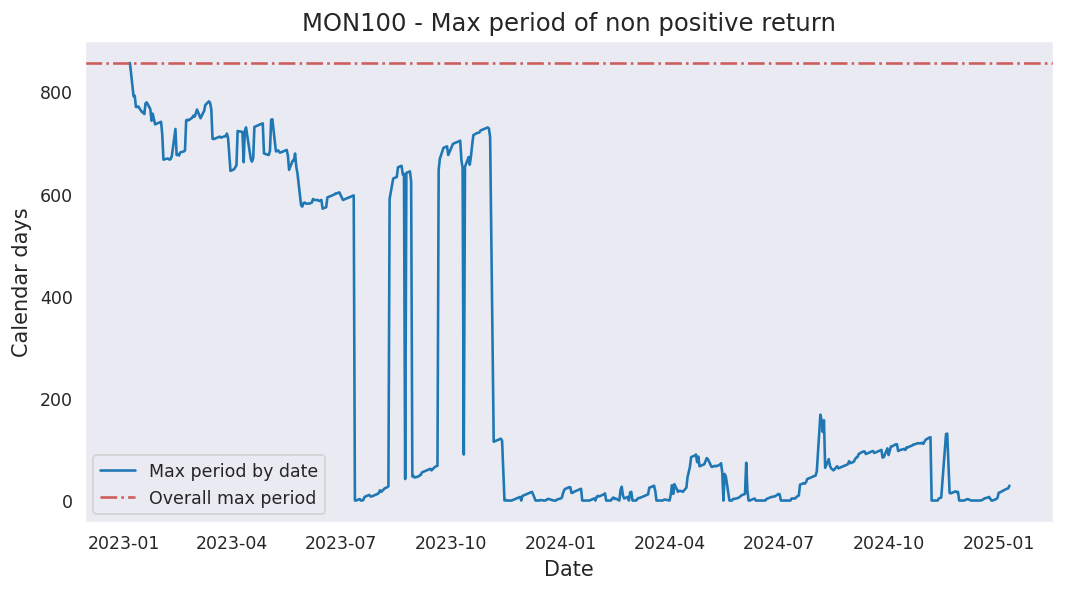 MON100 - Max period of non positive return
Calendar days
800
600
400
200
0
Max period by date
Overall max period
2023-01 2023-04 2023-07 2023-10 2024-01 2024-04 2024-07 2024-10 2025-01
Date